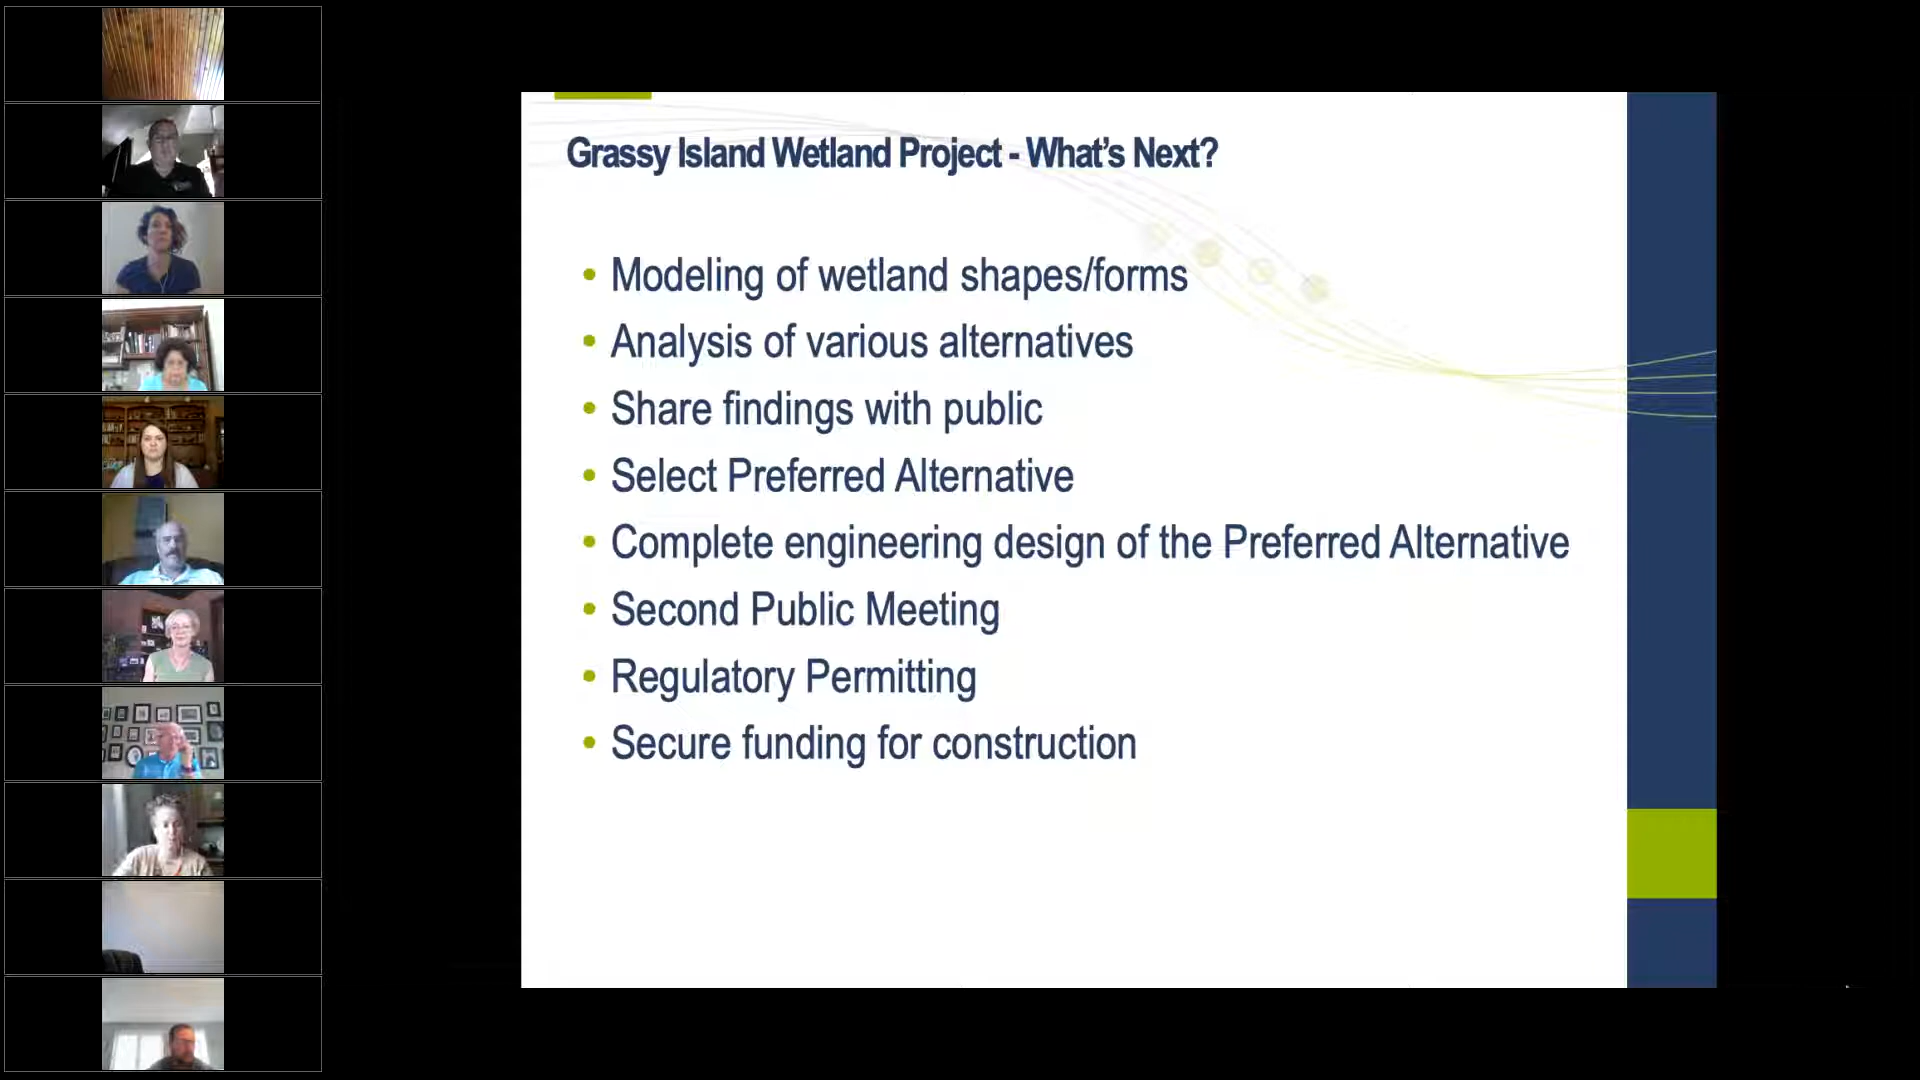 Grassy Island Wetland Project - What's Next?
• Modeling of wetland shapes/forms
• Analysis of various alternatives
• Share findings with public
• Select Preferred Alternative
• Complete engineering design of the Preferred Alternative
• Second Public Meeting
• Regulatory Permitting
• Secure funding for construction